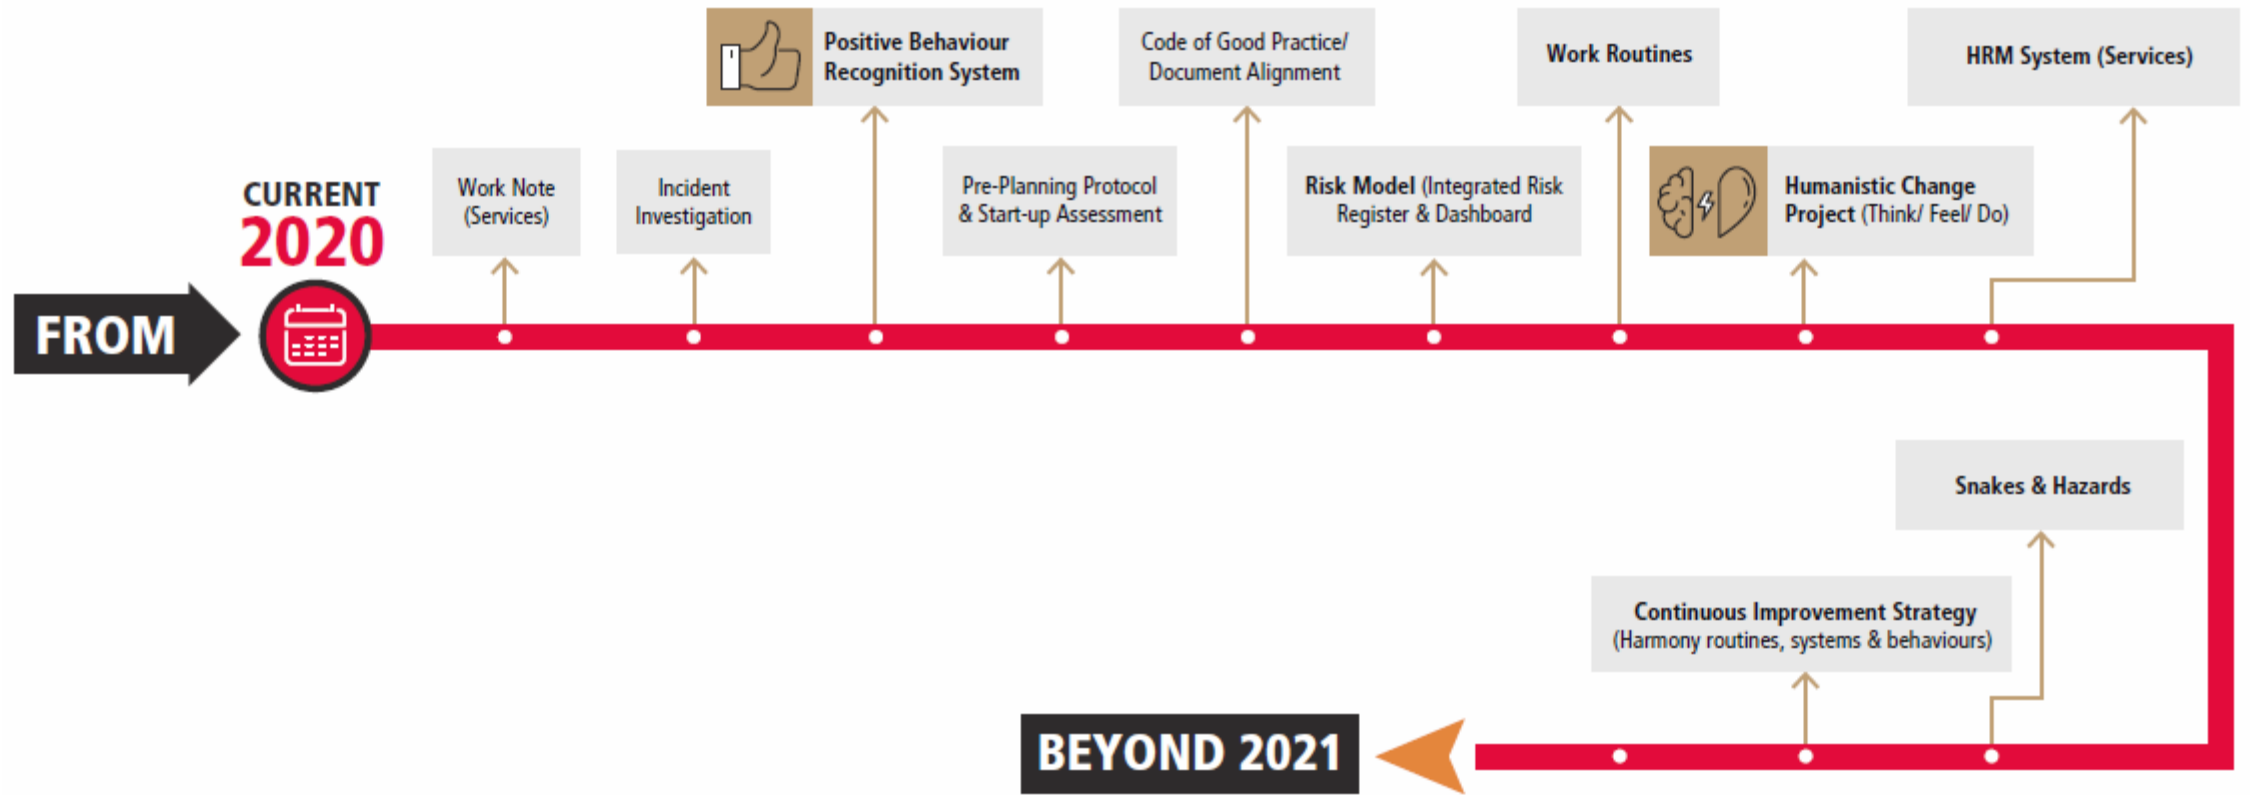 FROM
CURRENT
2020
Work Note
(Services)
Incident
Investigation
Positive Behaviour
Recognition System
Pre-Planning Protocol
& Start-up Assessment
Code of Good Practice/
Document Alignment
Risk Model (Integrated Risk
Register & Dashboard
Work Routines
Humanistic Change
Project (Think/ Feel/ Do)
HRM System (Services)
Snakes & Hazards
Continuous Improvement Strategy
(Harmony routines, systems & behaviours)
BEYOND 2021